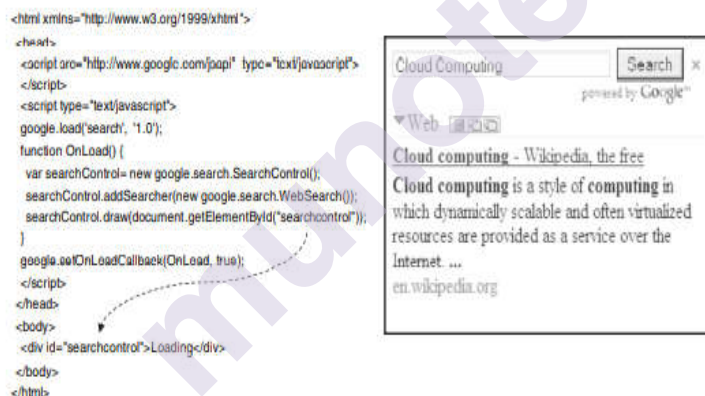 <html xmlns="http://www.w3.org/1999/xhtml">
<head>
<script src="http://www.google.com/jsapi" type="text/javascript">
</script>
<script type="text/javascript">
google.load('search', '1.0');
function OnLoad() {
var searchControl= new google.search.SearchControl();
searchControl.addSearcher(new google.search.WebSearch());
searchControl.draw(document.getElementById("searchcontrol"));
}
google.setOnLoadCallback(OnLoad, true);
</script>
</head>
<body>
<div id="searchcontrol">Loading</div>
</body>
</html>
Cloud Computing Search ×
powered by Google™
Web
Cloud computing - Wikipedia, the free
Cloud computing is a style of computing in
which dynamically scalable and often virtualized
resources are provided as a service over the
Internet. ...
en.wikipedia.org
munote